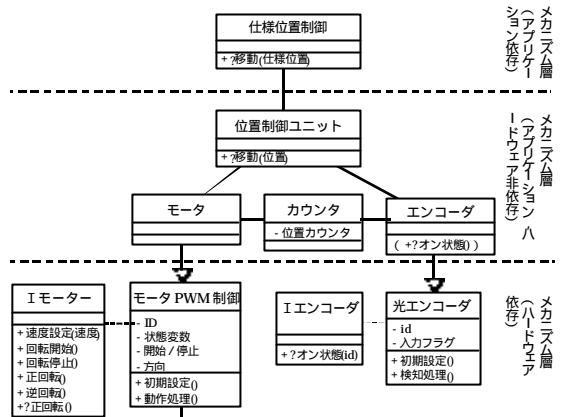 仕様位置制御
+?移動(仕様位置)
メカニズム層
(アプリケー
ション依存)
位置制御ユニット
+?移動(位置)
メカニズム層
(アプリケーション ハ
ードウェア非依存)
モータ
カウンタ
- 位置カウンタ
エンコーダ
( +?オン状態() )
Iモーター
+ 速度設定(速度)
+ 回転開始()
+ 回転停止()
+ 正回転()
+ 逆回転()
+?正回転()
モータ PWM 制御
- ID
- 状態変数
- 開始 / 停止
- 方向
+ 初期設定()
+ 動作処理()
Iエンコーダ
+ ?オン状態(id)
光エンコーダ
- id
- 入力フラグ
+ 初期設定()
+ 検知処理()
メカニズム層
(ハードウェア
依存)